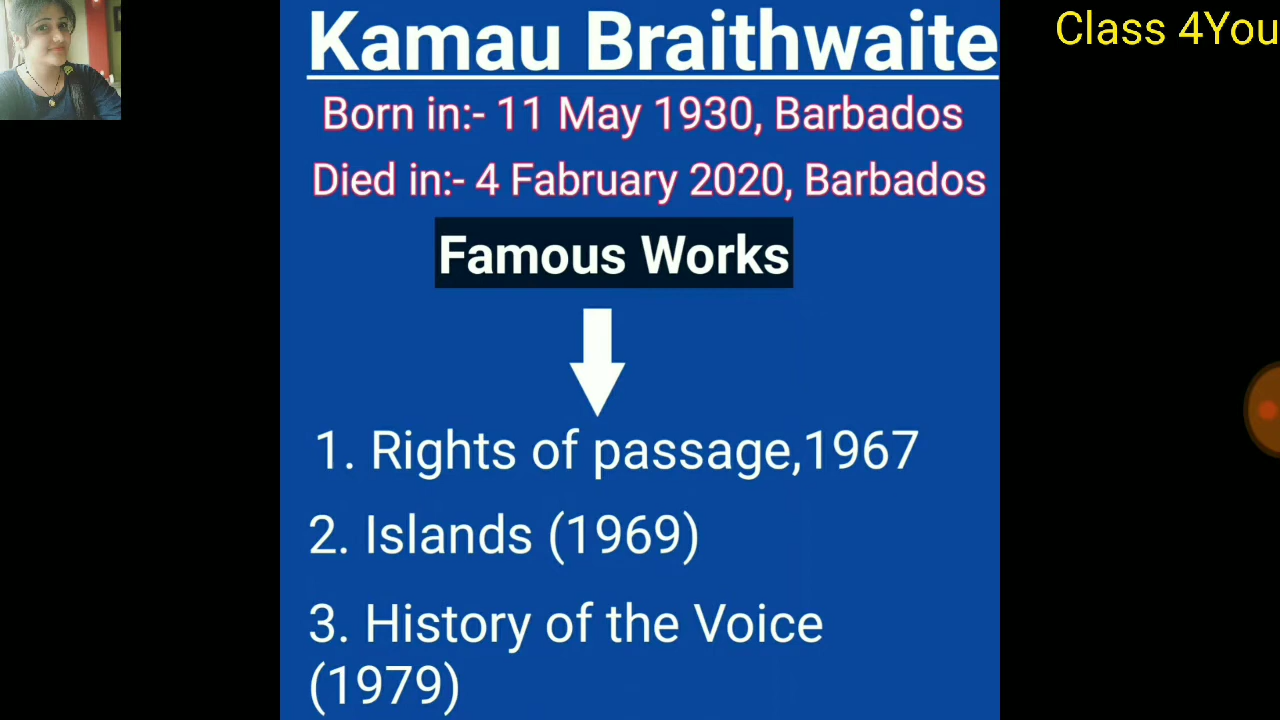 Kamau Braithwaite
Class 4You
Born in:- 11 May 1930, Barbados
Died in:- 4 Fabruary 2020, Barbados
Famous Works
1. Rights of passage,1967
2. Islands (1969)
3. History of the Voice
(1979)